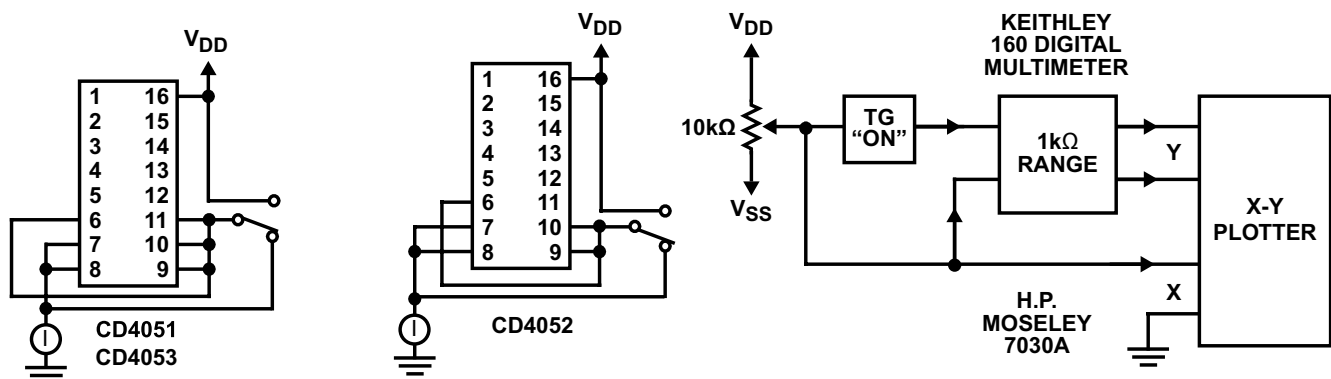 VDD
1 16
2 15
3 14
4 13
5 12
6 11
7 10
8 9
I
CD4051
CD4053
VDD
1 16
2 15
3 14
4 13
5 12
6 11
7 10
8 9
I
CD4052
VDD
10kΩ
VSS
TG
“ON”
KEITHLEY
160 DIGITAL
MULTIMETER
1kΩ
RANGE
Y
X
X-Y
PLOTTER
H.P.
MOSELEY
7030A